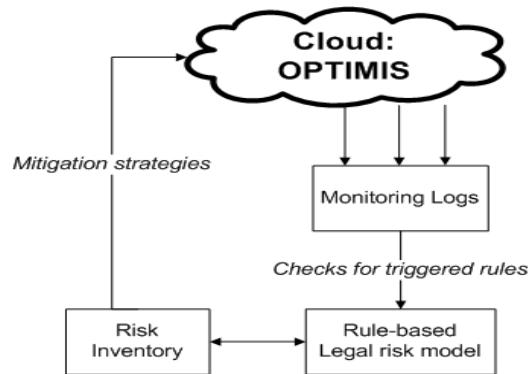 Cloud:
OPTIMIS
Mitigation strategies
Monitoring Logs
Checks for triggered rules
Risk
Inventory
Rule-based
Legal risk model